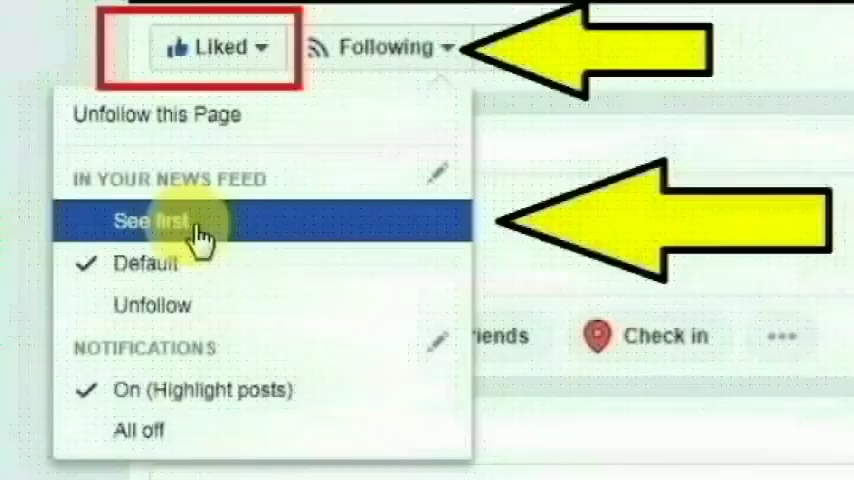 Liked Following
Unfollow this Page
IN YOUR NEWS FEED
See first
Default
Unfollow
riends Check in
NOTIFICATIONS
On (Highlight posts)
All off